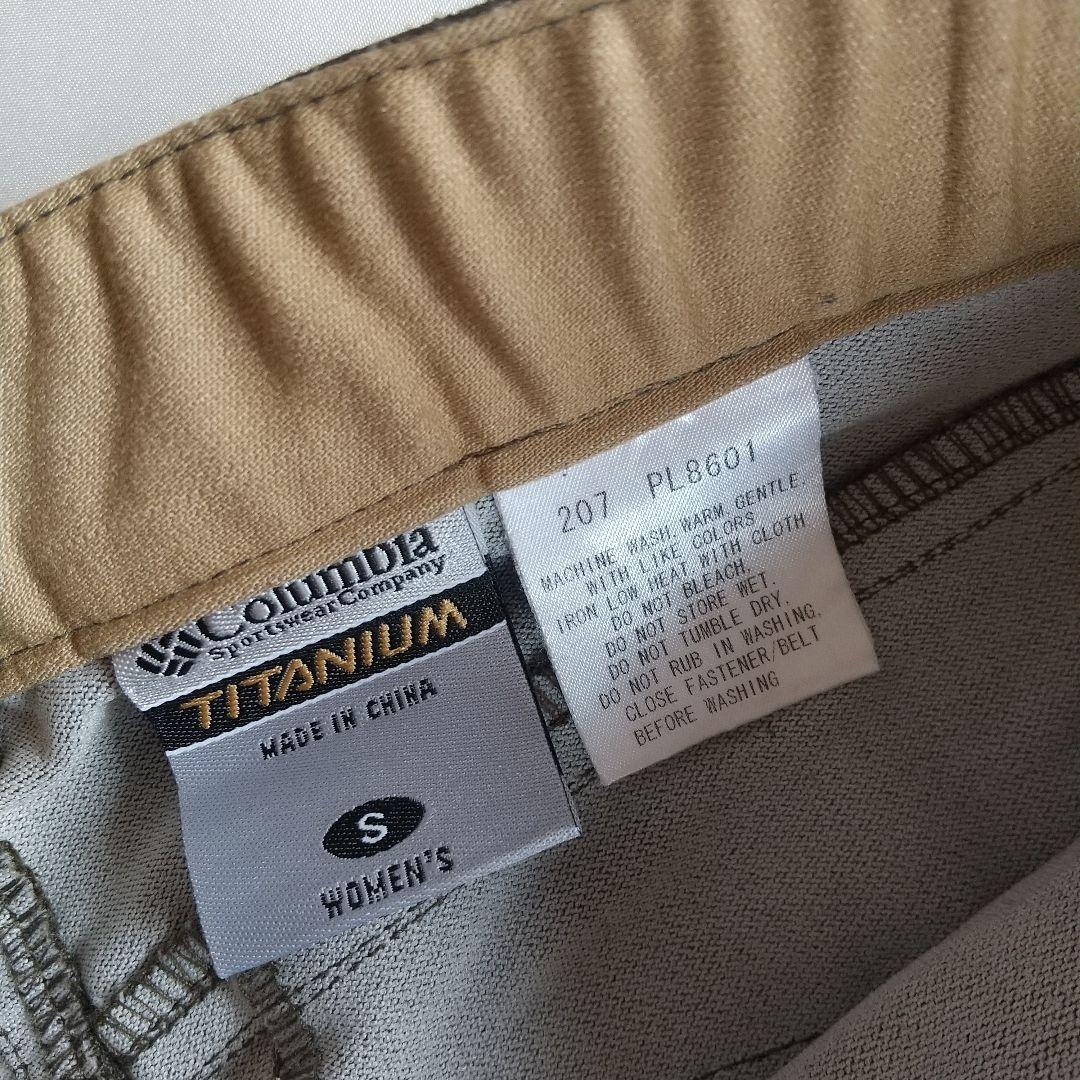 Columbia
Sportswear Company
TITANIUM
MADE IN CHINA
S
WOMEN'S
207 PL8601
MACHINE WASH, WARM, GENTLE.
WITH LIKE COLORS
IRON LOW HEAT WITH CLOTH
DO NOT BLEACH.
DO NOT STORE WET.
DO NOT TUMBLE DRY.
DO NOT RUB IN WASHING.
CLOSE FASTENER/BELT
BEFORE WASHING